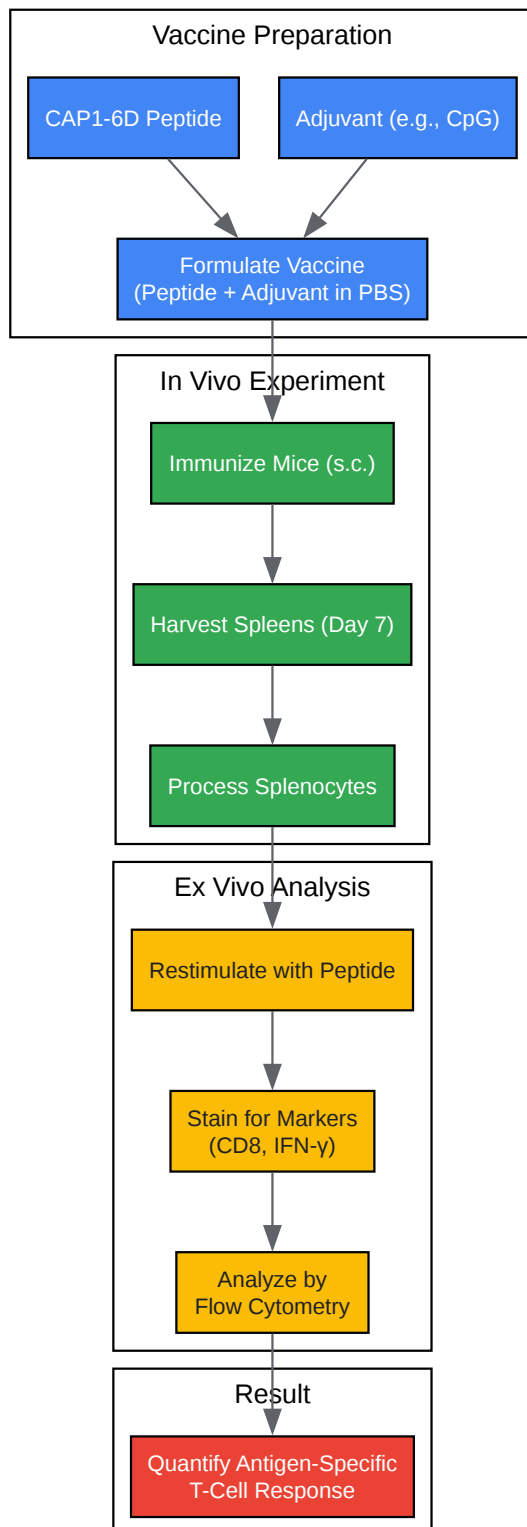 Vaccine Preparation
CAP1-6D Peptide
Adjuvant (e.g., CpG)
Formulate Vaccine
(Peptide + Adjuvant in PBS)
In Vivo Experiment
Immunize Mice (s.c.)
Harvest Spleens (Day 7)
Process Splenocytes
Ex Vivo Analysis
Restimulate with Peptide
Stain for Markers
(CD8, IFN-γ)
Analyze by
Flow Cytometry
Result
Quantify Antigen-Specific
T-Cell Response